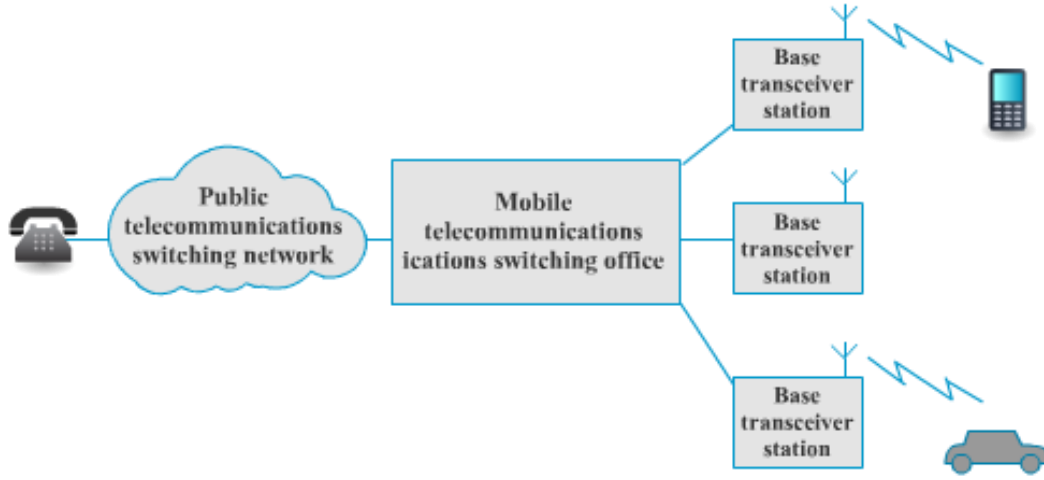 Public
telecommunications
switching network
Mobile
telecommunications
ications switching office
Base
transceiver
station
Base
transceiver
station
Base
transceiver
station